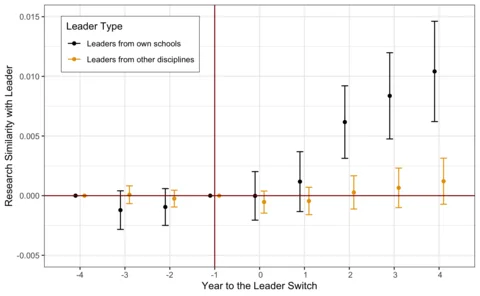 0.015
0.010
0.005
0.000
-0.005
Research Similarity with Leader
Leader Type
Leaders from own schools
Leaders from other disciplines
-4 -3 -2 -1 0 1 2 3 4
Year to the Leader Switch